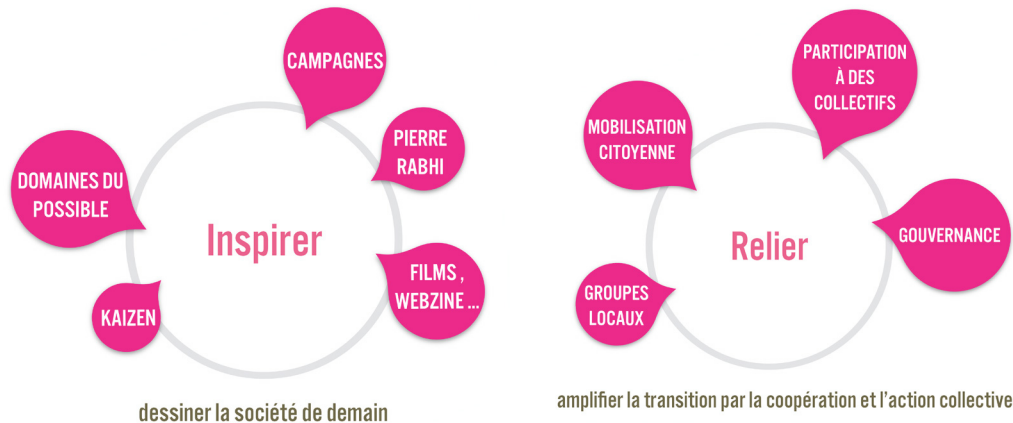 CAMPAGNES
PIERRE
RABHI
DOMAINES DU
POSSIBLE
Inspirer
FILMS ,
WEBZINE ...
KAIZEN
dessiner la société de demain
PARTICIPATION
À DES
COLLECTIFS
MOBILISATION
CITOYENNE
GOUVERNANCE
Relier
GROUPES
LOCAUX
amplifier la transition par la coopération et l'action collective